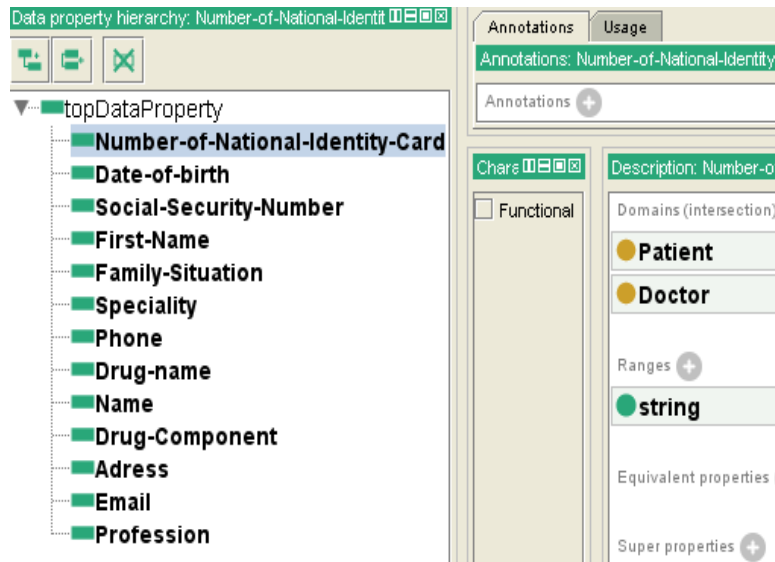 Data property hierarchy: Number-of-National-Identit
topDataProperty
Number-of-National-Identity-Card
Date-of-birth
Social-Security-Number
First-Name
Family-Situation
Speciality
Phone
Drug-name
Name
Drug-Component
Adress
Email
Profession
Annotations
Usage
Annotations: Number-of-National-Identity
Annotations
Chara
Functional
Description: Number-o
Domains (intersection)
Patient
Doctor
Ranges
string
Equivalent properties
Super properties